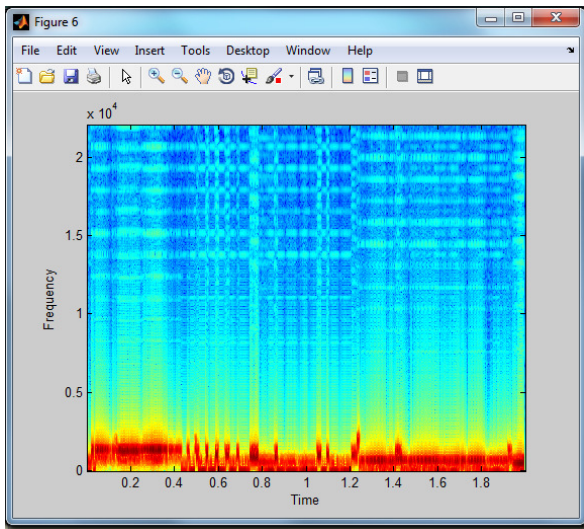 Figure 6
File Edit View Insert Tools Desktop Window Help
x 10^4
2
1.5
1
0.5
0
0.2 0.4 0.6 0.8 1 1.2 1.4 1.6 1.8
Frequency
Time